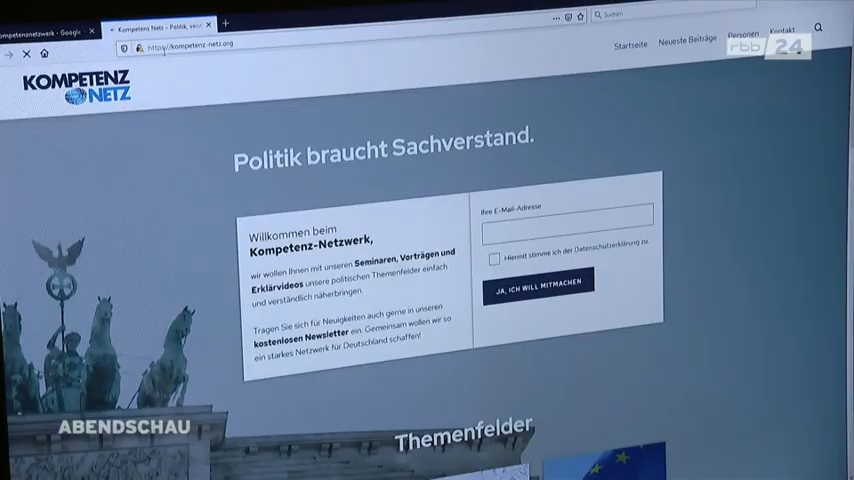 Kompetenz Netz – Politik, vers
kompetenznetzwerk - Google
https://kompetenz-netz.org
Suchen
Startseite
Neueste Beiträge
Personen
Kontakt
rbb 24
KOMPETENZ
NETZ
Politik braucht Sachverstand.
Willkommen beim
Kompetenz-Netzwerk,
wir wollen Ihnen mit unseren Seminaren, Vorträgen und
Erklärvideos unsere politischen Themenfelder einfach
und verständlich näherbringen.
Tragen Sie sich für Neuigkeiten auch gerne in unseren
kostenlosen Newsletter ein. Gemeinsam wollen wir so
ein starkes Netzwerk für Deutschland schaffen!
Ihre E-Mail-Adresse
Hiermit stimme ich der Datenschutzerklärung zu.
JA, ICH WILL MITMACHEN
ABENDSCHAU
Themenfelder